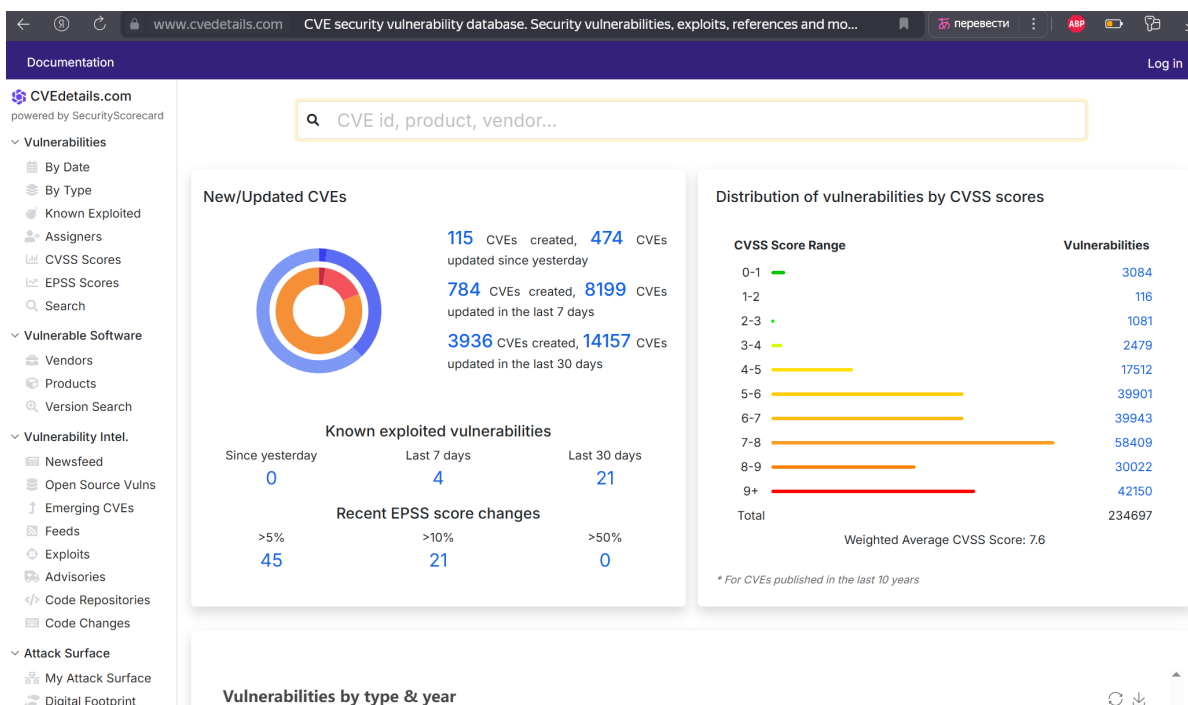 www.cvedetails.com CVE security vulnerability database. Security vulnerabilities, exploits, references and mo... перевести ABP
Documentation
Log in
CVEdetails.com
powered by SecurityScorecard
Vulnerabilities
By Date
By Type
Known Exploited
Assigners
CVSS Scores
EPSS Scores
Search
Vulnerable Software
Vendors
Products
Version Search
Vulnerability Intel.
Newsfeed
Open Source Vulns
Emerging CVEs
Feeds
Exploits
Advisories
Code Repositories
Code Changes
Attack Surface
My Attack Surface
Digital Footprint
CVE id, product, vendor...
New/Updated CVEs
115 CVEs created, 474 CVEs
updated since yesterday
784 CVEs created, 8199 CVEs
updated in the last 7 days
3936 CVEs created, 14157 CVEs
updated in the last 30 days
Known exploited vulnerabilities
Since yesterday Last 7 days Last 30 days
0 4 21
Recent EPSS score changes
>5% >10% >50%
45 21 0
Distribution of vulnerabilities by CVSS scores
CVSS Score Range Vulnerabilities
0-1 3084
1-2 116
2-3 1081
3-4 2479
4-5 17512
5-6 39901
6-7 39943
7-8 58409
8-9 30022
9+ 42150
Total 234697
Weighted Average CVSS Score: 7.6
* For CVEs published in the last 10 years
Vulnerabilities by type & year